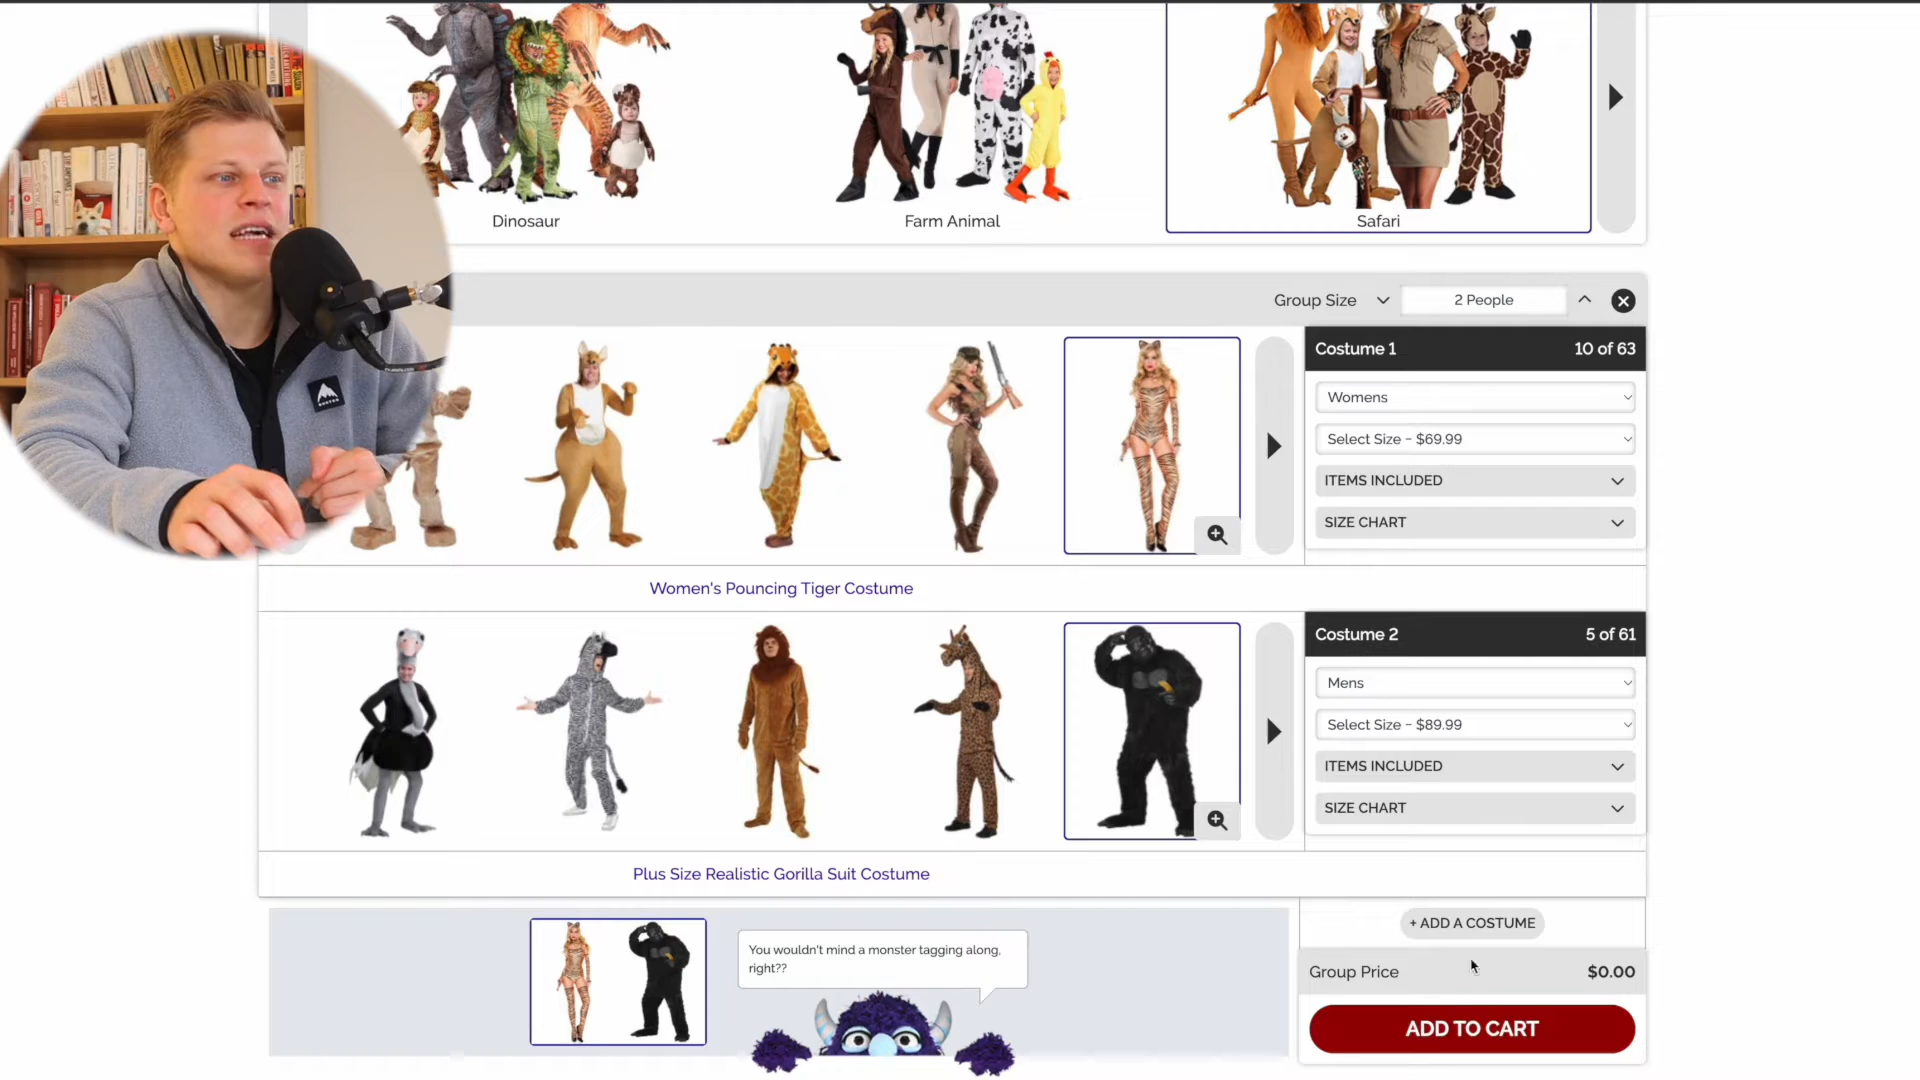 Dinosaur
Farm Animal
Safari
Group Size
2 People
Costume 1
10 of 63
Womens
Select Size - $69.99
ITEMS INCLUDED
SIZE CHART
Women's Pouncing Tiger Costume
Costume 2
5 of 61
Mens
Select Size - $89.99
ITEMS INCLUDED
SIZE CHART
Plus Size Realistic Gorilla Suit Costume
You wouldn't mind a monster tagging along,
right??
+ ADD A COSTUME
Group Price
$0.00
ADD TO CART
BURTON